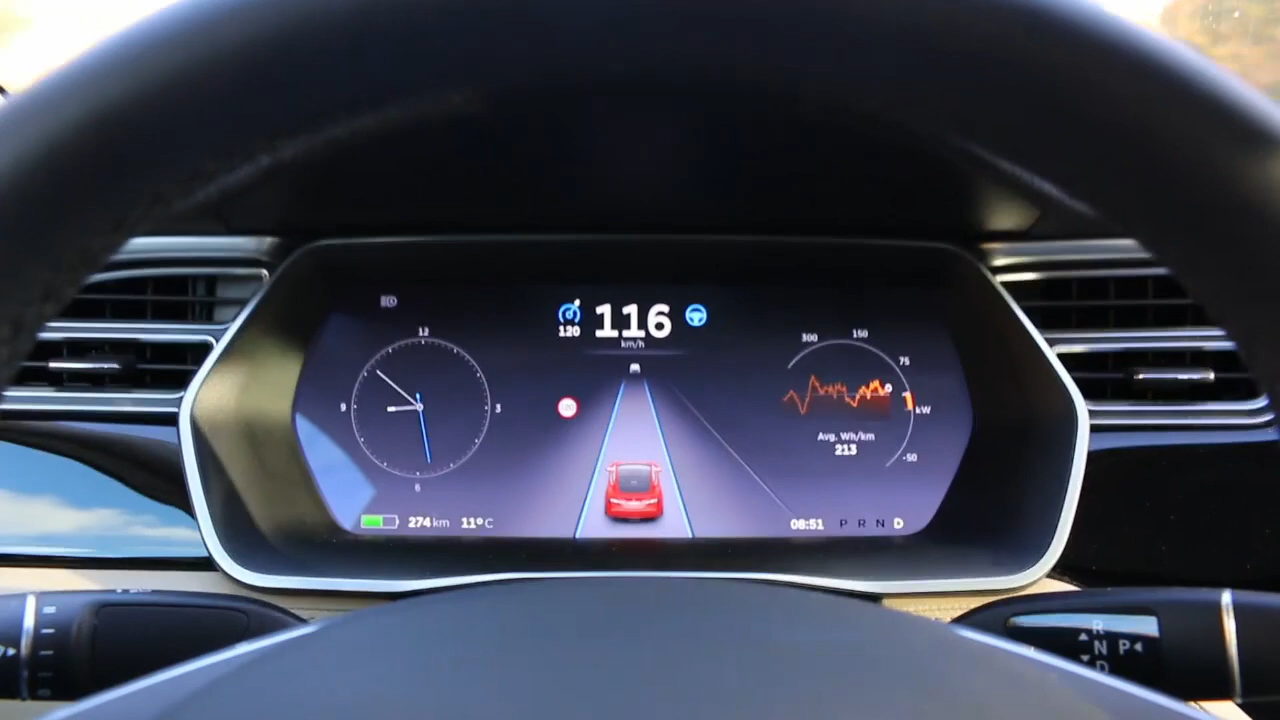 120
116
km/h
12
9
3
6
300
150
75
kW
-50
Avg. Wh/km
213
274 km
11°C
08:51
P R N D
R
N
D
P